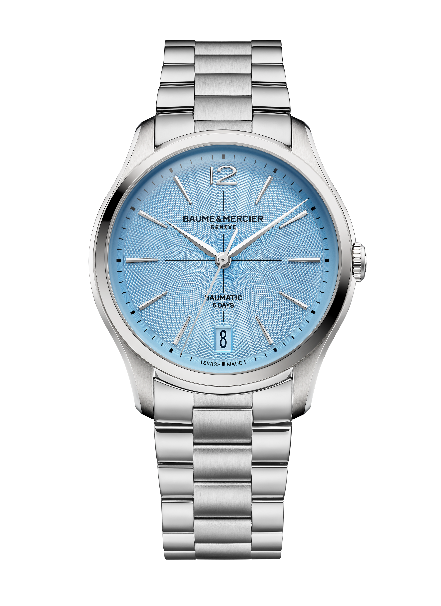 12
BAUME & MERCIER
GENEVE
BAUMATIC
5 DAYS
8